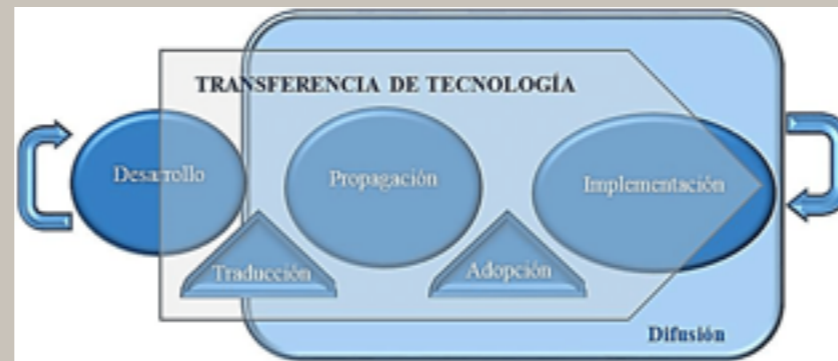 TRANSFERENCIA DE TECNOLOGÍA
Desarrollo
Propagación
Implementación
Traducción
Adopción
Difusión